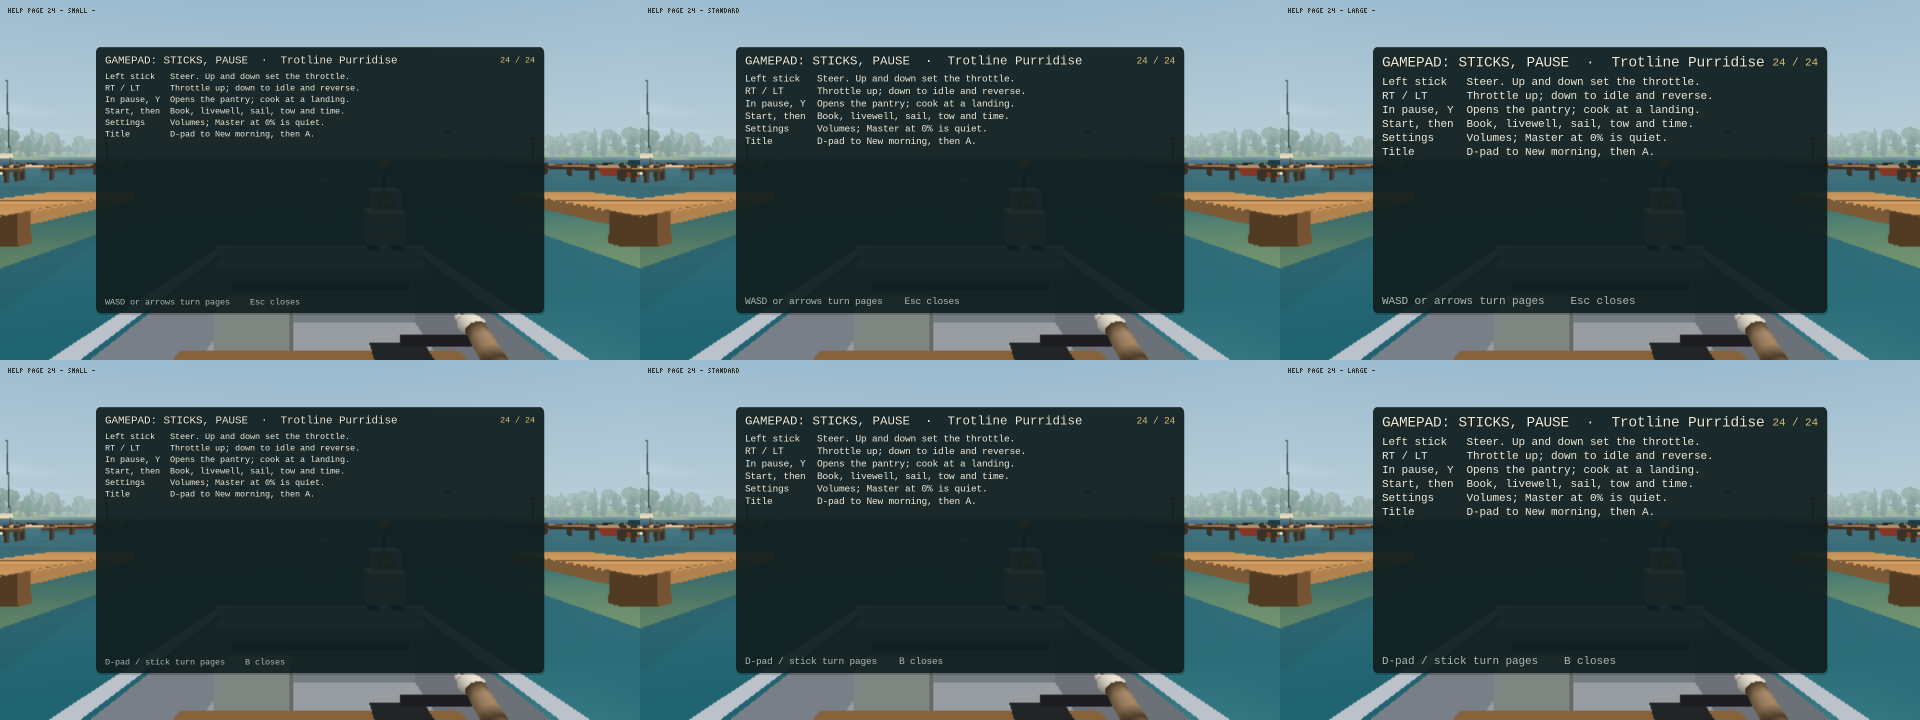 HELP PAGE 24 - SMALL -
GAMEPAD: STICKS, PAUSE · Trotline Purridise 24 / 24
Left stick Steer. Up and down set the throttle.
RT / LT Throttle up; down to idle and reverse.
In pause, Y Opens the pantry; cook at a landing.
Start, then Book, livewell, sail, tow and time.
Settings Volumes; Master at 0% is quiet.
Title D-pad to New morning, then A.
WASD or arrows turn pages Esc closes
HELP PAGE 24 - STANDARD
GAMEPAD: STICKS, PAUSE · Trotline Purridise 24 / 24
Left stick Steer. Up and down set the throttle.
RT / LT Throttle up; down to idle and reverse.
In pause, Y Opens the pantry; cook at a landing.
Start, then Book, livewell, sail, tow and time.
Settings Volumes; Master at 0% is quiet.
Title D-pad to New morning, then A.
WASD or arrows turn pages Esc closes
HELP PAGE 24 - LARGE -
GAMEPAD: STICKS, PAUSE · Trotline Purridise 24 / 24
Left stick Steer. Up and down set the throttle.
RT / LT Throttle up; down to idle and reverse.
In pause, Y Opens the pantry; cook at a landing.
Start, then Book, livewell, sail, tow and time.
Settings Volumes; Master at 0% is quiet.
Title D-pad to New morning, then A.
WASD or arrows turn pages Esc closes
HELP PAGE 24 - SMALL -
GAMEPAD: STICKS, PAUSE · Trotline Purridise 24 / 24
Left stick Steer. Up and down set the throttle.
RT / LT Throttle up; down to idle and reverse.
In pause, Y Opens the pantry; cook at a landing.
Start, then Book, livewell, sail, tow and time.
Settings Volumes; Master at 0% is quiet.
Title D-pad to New morning, then A.
D-pad / stick turn pages B closes
HELP PAGE 24 - STANDARD
GAMEPAD: STICKS, PAUSE · Trotline Purridise 24 / 24
Left stick Steer. Up and down set the throttle.
RT / LT Throttle up; down to idle and reverse.
In pause, Y Opens the pantry; cook at a landing.
Start, then Book, livewell, sail, tow and time.
Settings Volumes; Master at 0% is quiet.
Title D-pad to New morning, then A.
D-pad / stick turn pages B closes
HELP PAGE 24 - LARGE -
GAMEPAD: STICKS, PAUSE · Trotline Purridise 24 / 24
Left stick Steer. Up and down set the throttle.
RT / LT Throttle up; down to idle and reverse.
In pause, Y Opens the pantry; cook at a landing.
Start, then Book, livewell, sail, tow and time.
Settings Volumes; Master at 0% is quiet.
Title D-pad to New morning, then A.
D-pad / stick turn pages B closes